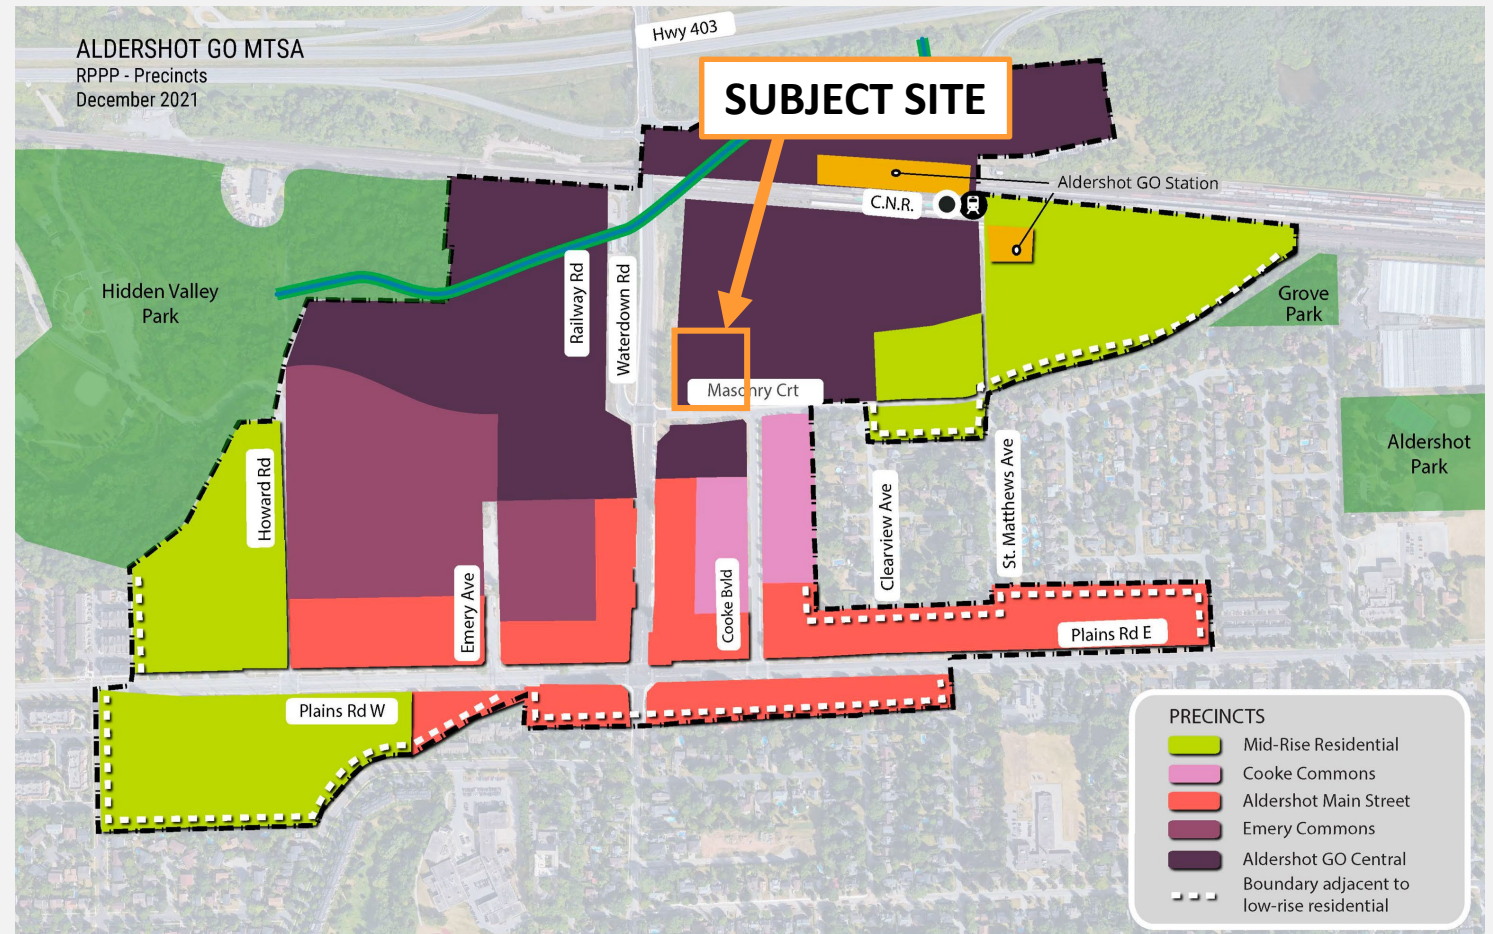 ALDERSHOT GO MTSA
RPPP - Precincts
December 2021
Hwy 403
SUBJECT SITE
Aldershot GO Station
C.N.R.
Hidden Valley
Park
Railway Rd
Waterdown Rd
Grove
Park
Masonry Crt
Aldershot
Park
Howard Rd
Emery Ave
Cooke Bvld
Clearview Ave
St. Matthews Ave
Plains Rd E
Plains Rd W
PRECINCTS
Mid-Rise Residential
Cooke Commons
Aldershot Main Street
Emery Commons
Aldershot GO Central
Boundary adjacent to
low-rise residential